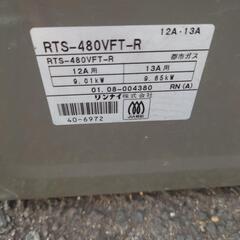 12A・13A
RTS-480VFT-R
RTS-480VFT-R 都市ガス
12A用 13A用
9.01kW 9.65kW
01.08-004380 RN(A)
リンナイ株式会社
40-6972